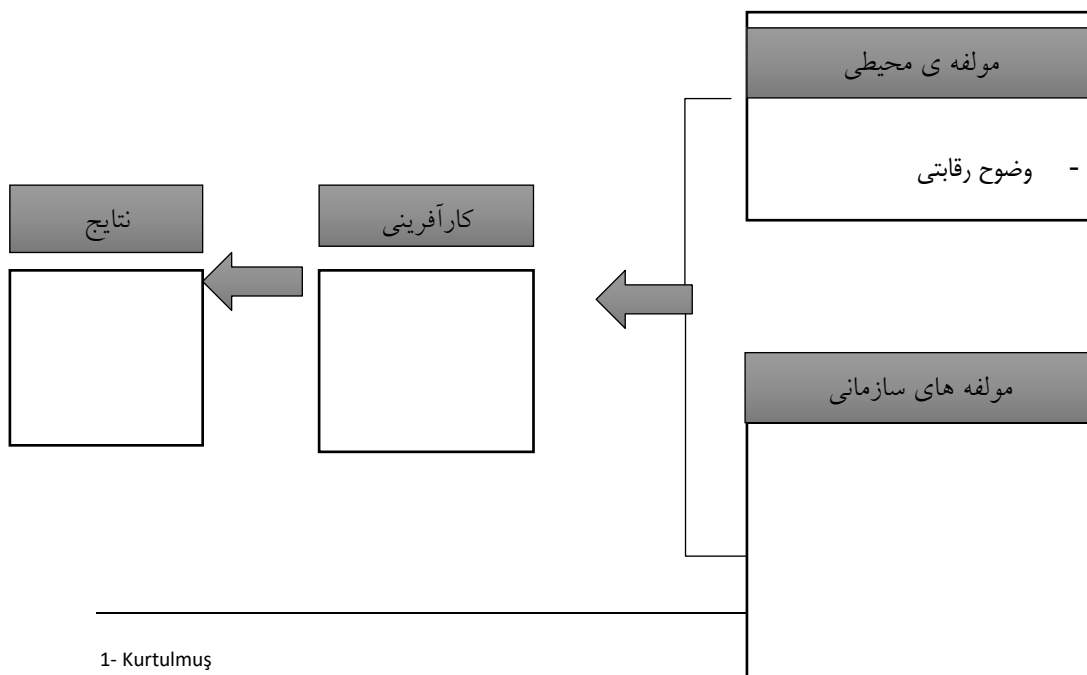 مولفه ی محیطی
- وضوح رقابتی
کارآفرینی
نتایج
مولفه های سازمانی
1- Kurtulmuş